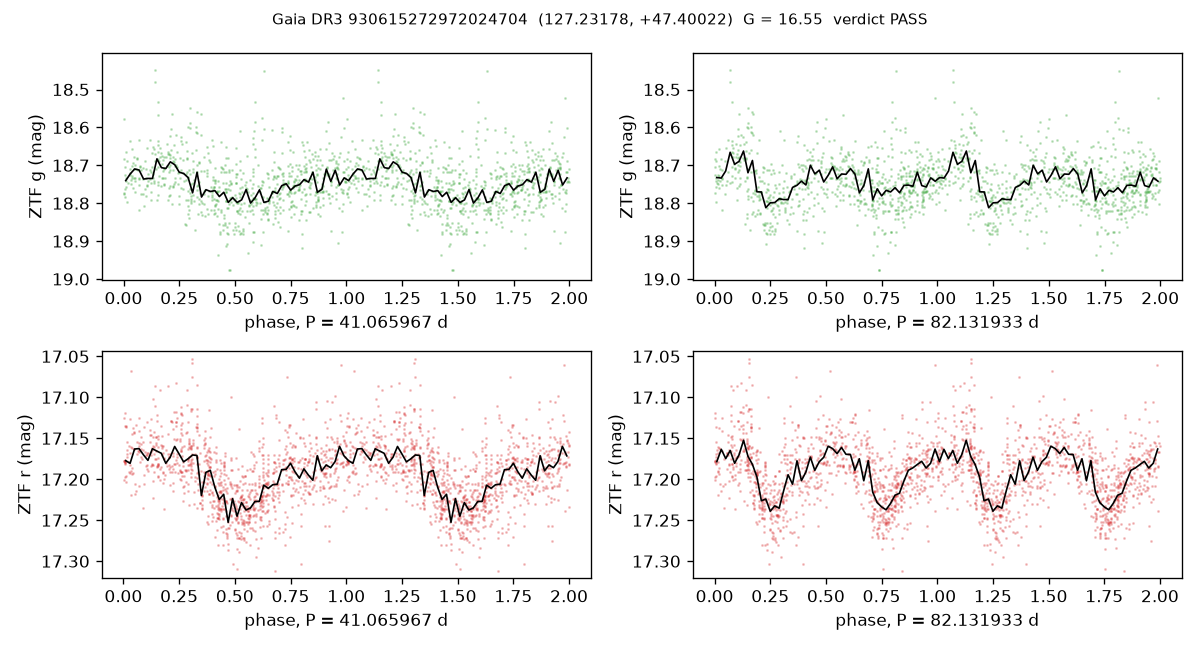 Gaia DR3 930615272972024704 (127.23178, +47.40022) G = 16.55 verdict PASS
ZTF g (mag)
18.5
18.6
18.7
18.8
18.9
19.0
0.00 0.25 0.50 0.75 1.00 1.25 1.50 1.75 2.00
phase, P = 41.065967 d
ZTF g (mag)
18.5
18.6
18.7
18.8
18.9
19.0
0.00 0.25 0.50 0.75 1.00 1.25 1.50 1.75 2.00
phase, P = 82.131933 d
ZTF r (mag)
17.05
17.10
17.15
17.20
17.25
17.30
0.00 0.25 0.50 0.75 1.00 1.25 1.50 1.75 2.00
phase, P = 41.065967 d
ZTF r (mag)
17.05
17.10
17.15
17.20
17.25
17.30
0.00 0.25 0.50 0.75 1.00 1.25 1.50 1.75 2.00
phase, P = 82.131933 d